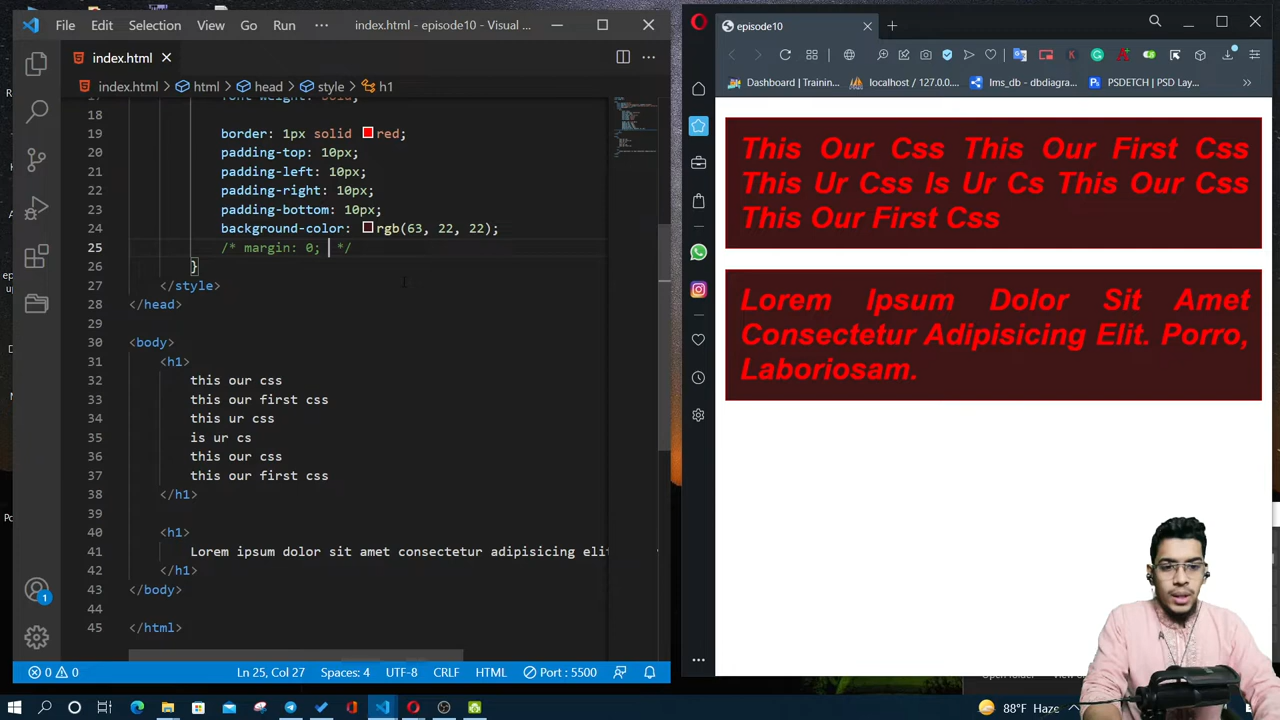 File Edit Selection View Go Run ··· index.html - Visual ...
index.html
index.html > html > head > style > h1
18
19 border: 1px solid red;
20 padding-top: 10px;
21 padding-left: 10px;
22 padding-right: 10px;
23 padding-bottom: 10px;
24 background-color: rgb(63, 22, 22);
25 /* margin: 0; */
26 }
27 </style>
28 </head>
29
30 <body>
31 <h1>
32 this our css
33 this our first css
34 this ur css
35 is ur cs
36 this our css
37 this our first css
38 </h1>
39
40 <h1>
41 Lorem ipsum dolor sit amet consectetur adipisicing elit
42 </h1>
43 </body>
44
45 </html>
1
0 0 Ln 25, Col 27 Spaces: 4 UTF-8 CRLF HTML Port : 5500
episode10
Dashboard | Trainin... localhost / 127.0.0.... lms_db - dbdiagra... PSDETCH | PSD Lay...
This Our Css This Our First Css
This Ur Css Is Ur Cs This Our Css
This Our First Css
Lorem Ipsum Dolor Sit Amet
Consectetur Adipisicing Elit. Porro,
Laboriosam.
88°F Haze